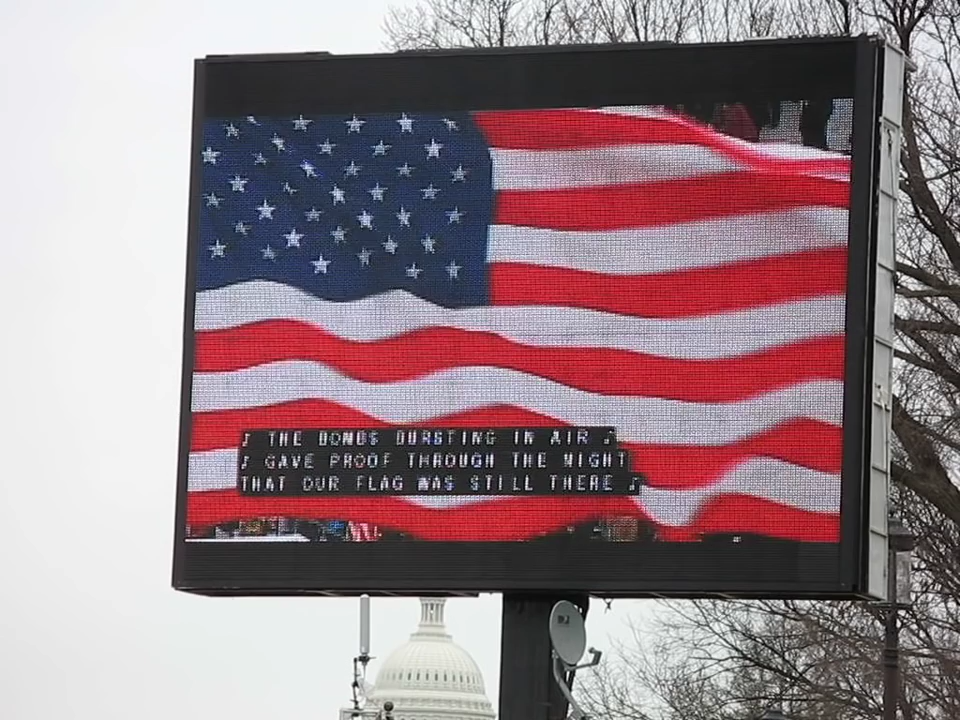 ♪ THE BOMBS BURSTING IN AIR ♪
♪ GAVE PROOF THROUGH THE NIGHT
THAT OUR FLAG WAS STILL THERE ♪